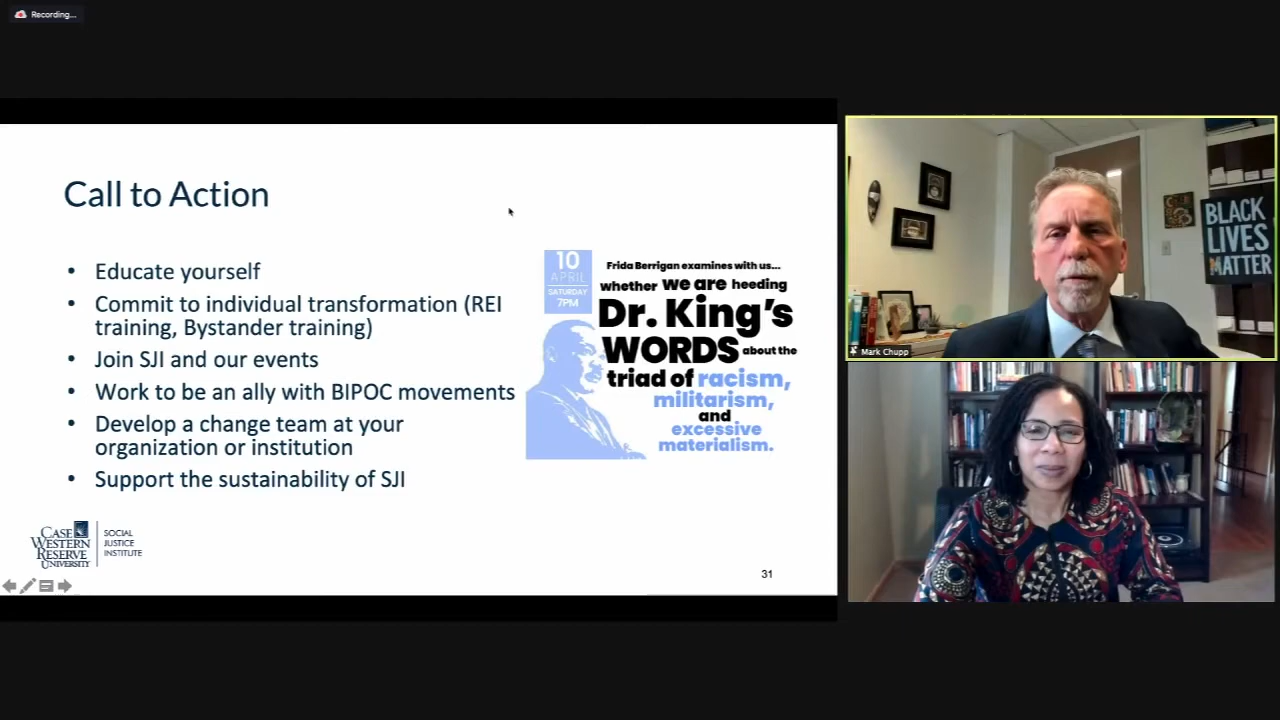 Recording...
Call to Action
• Educate yourself
• Commit to individual transformation (REI
training, Bystander training)
• Join SJI and our events
• Work to be an ally with BIPOC movements
• Develop a change team at your
organization or institution
• Support the sustainability of SJI
10
APRIL
SATURDAY
7PM
Frida Berrigan examines with us...
whether we are heeding
Dr. King's
WORDS about the
triad of racism,
militarism,
and
excessive
materialism.
CASE
WESTERN
RESERVE
UNIVERSITY
SOCIAL
JUSTICE
INSTITUTE
31
BLACK
LIVES
MATTER
Mark Chupp